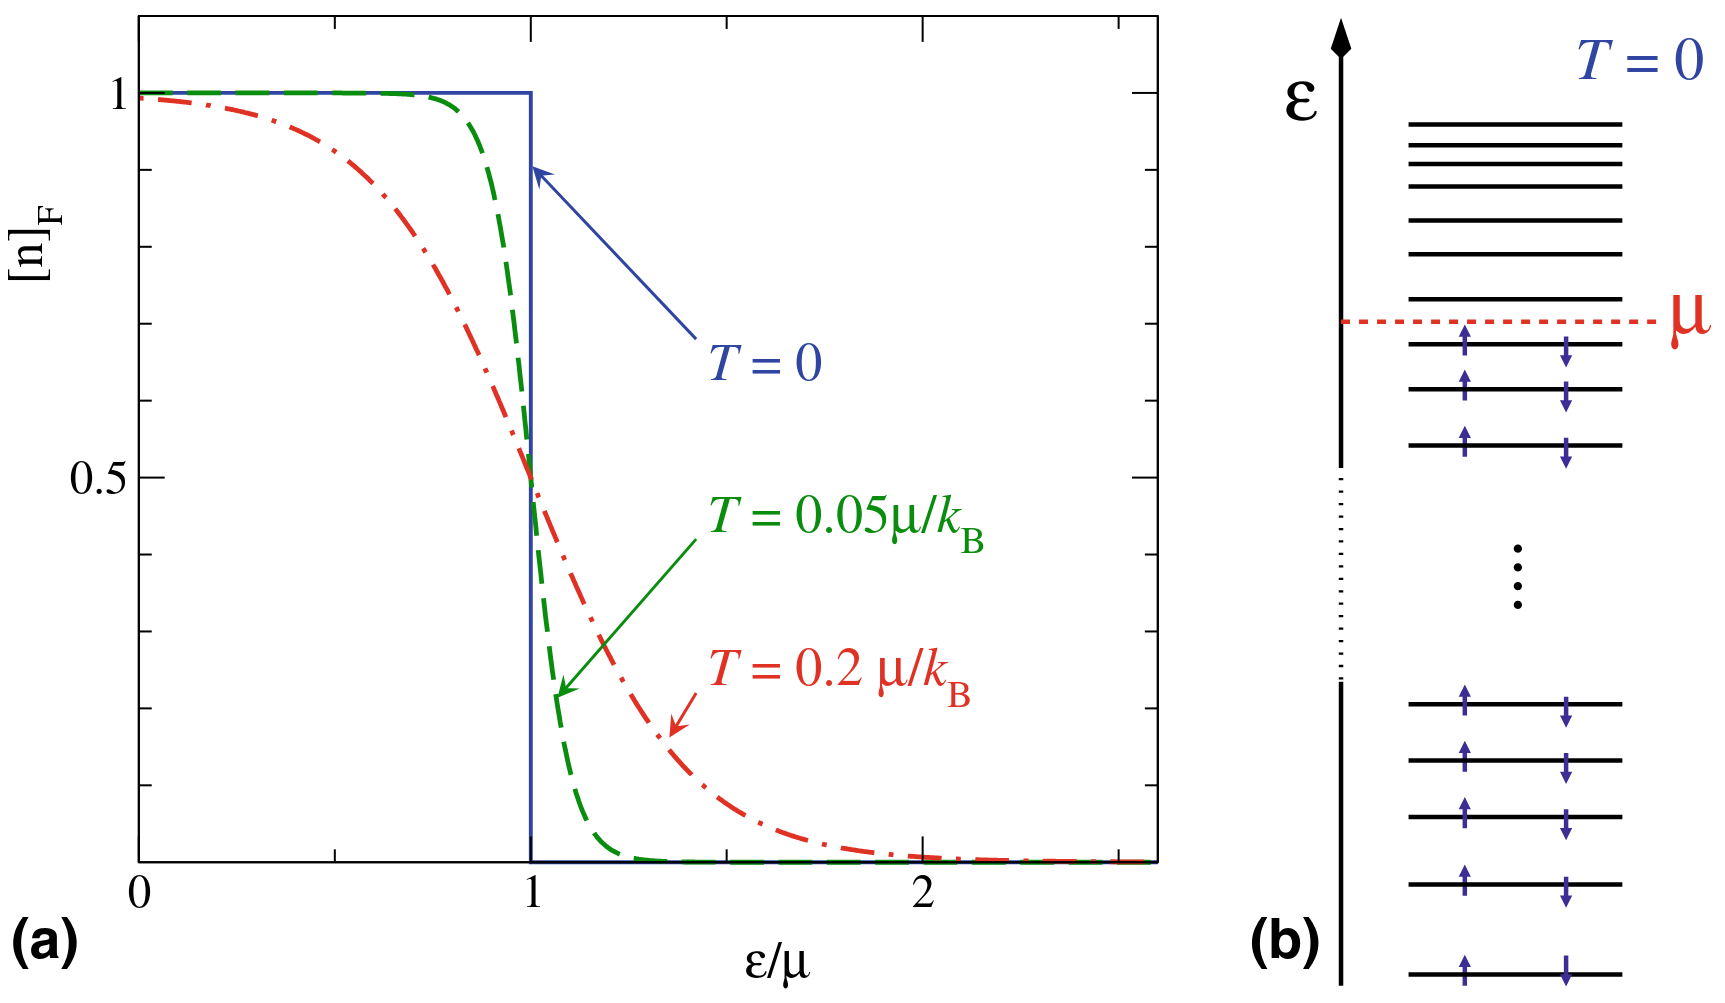 1
0.5
0
1
2
[n]F
ε/μ
T = 0
T = 0.05μ/kB
T = 0.2 μ/kB
(a)
ε
T = 0
μ
(b)